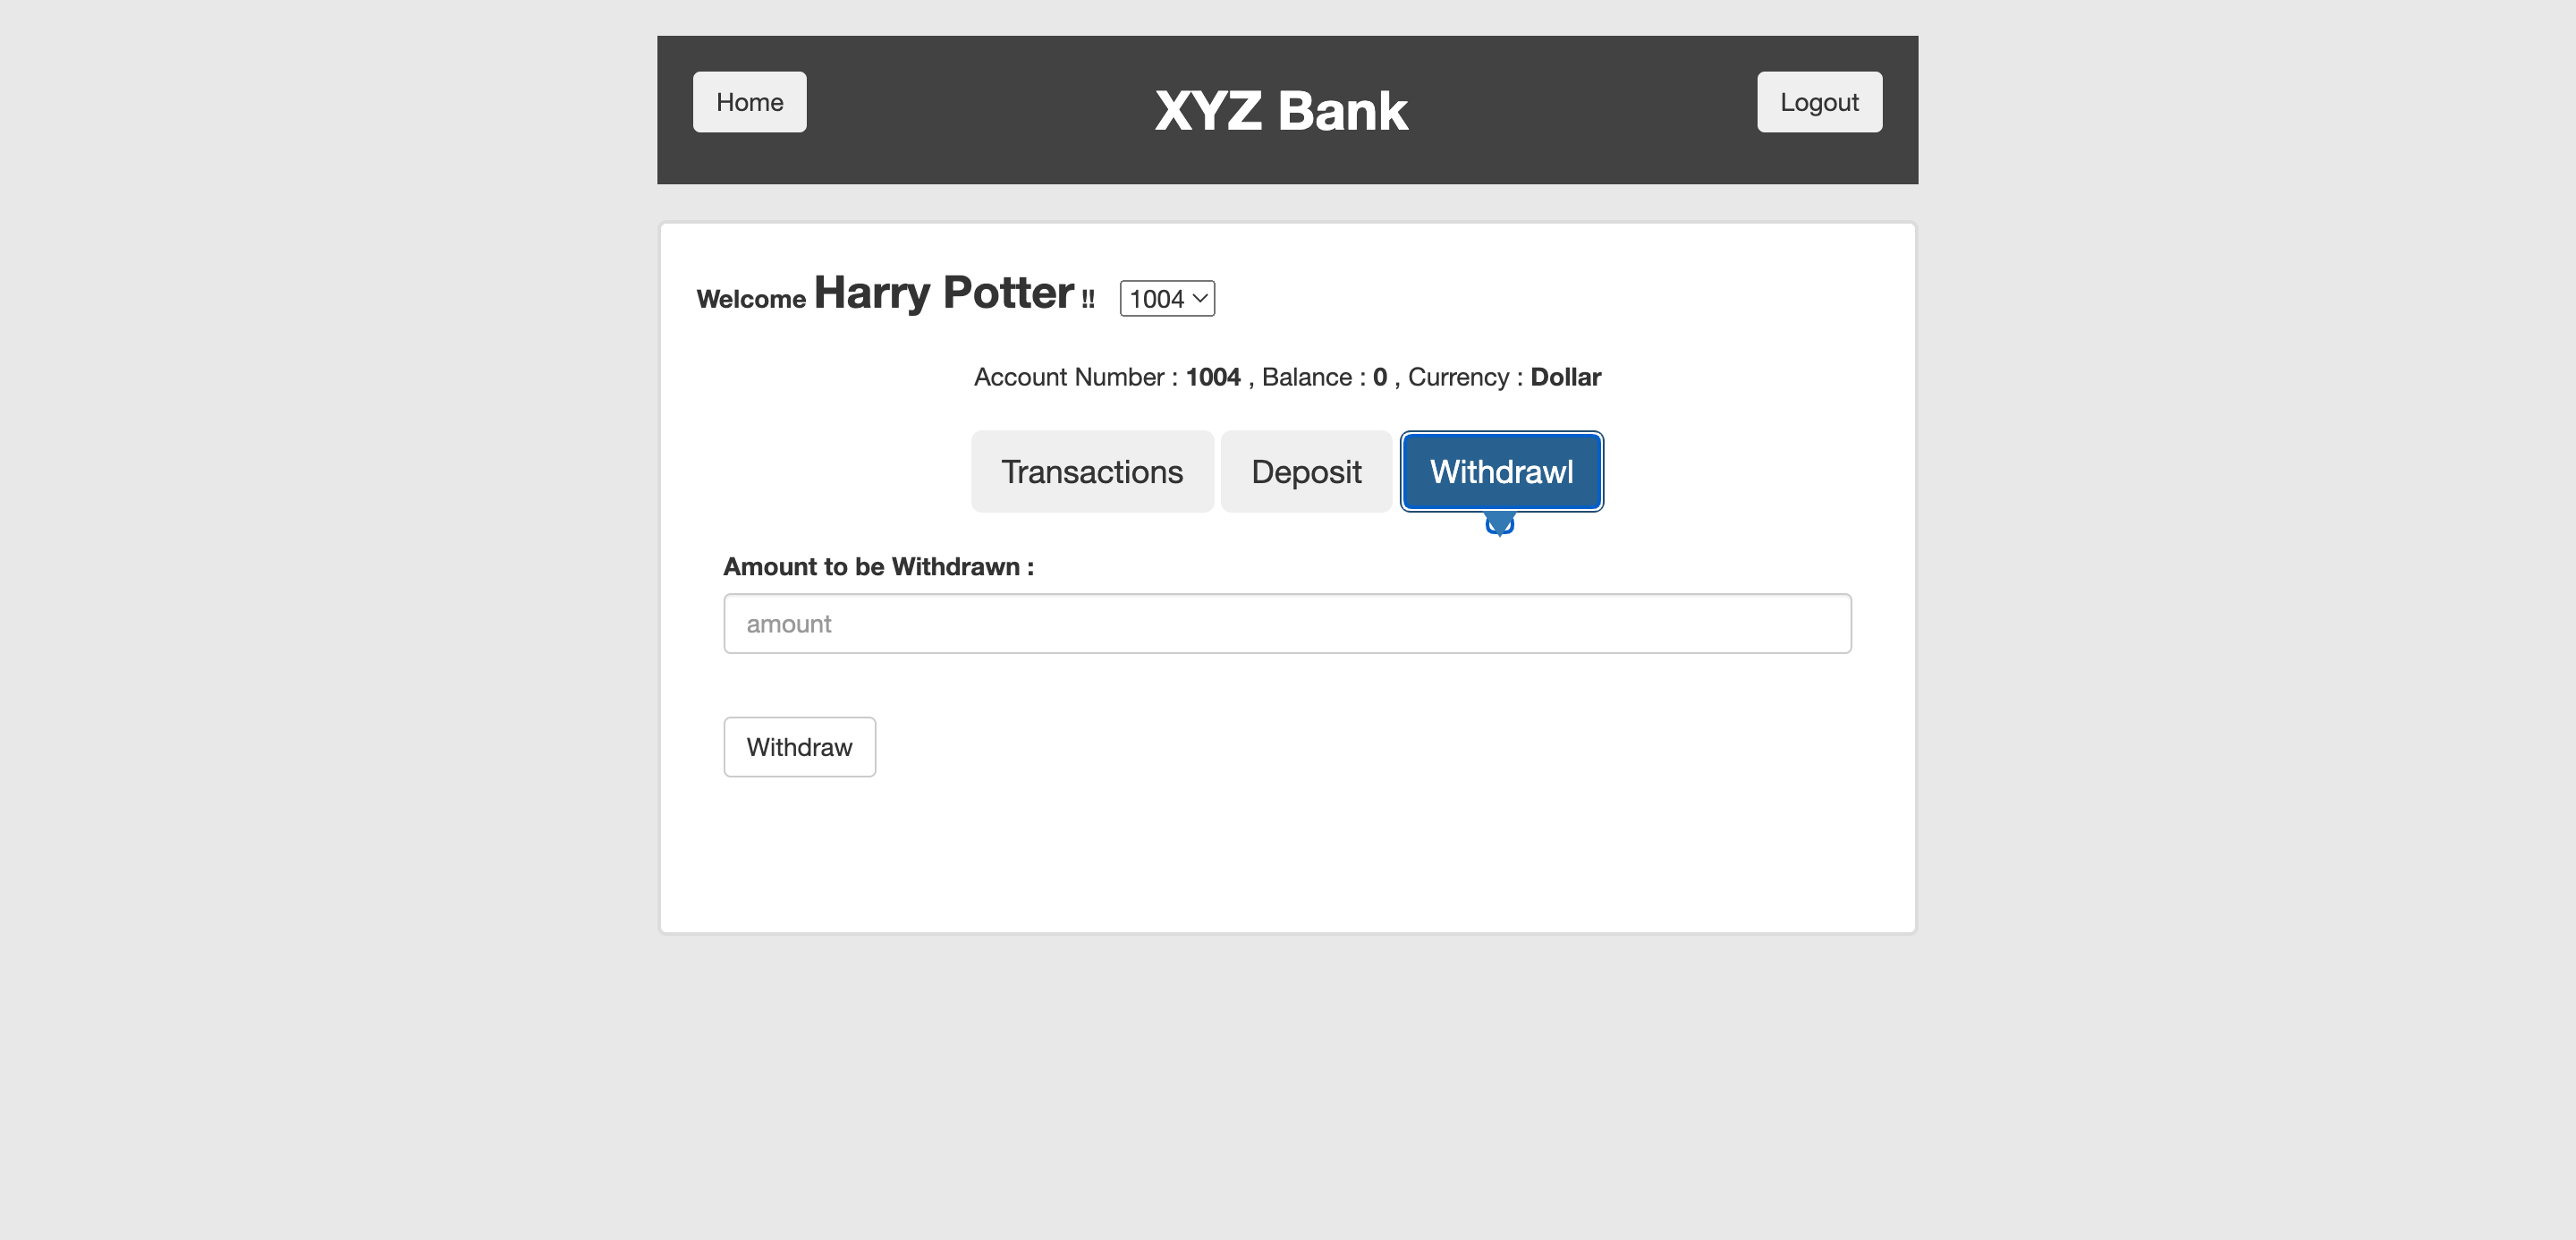 Home XYZ Bank Logout
Welcome Harry Potter !! 1004
Account Number : 1004 , Balance : 0 , Currency : Dollar
Transactions Deposit Withdrawl
Amount to be Withdrawn :
amount
Withdraw